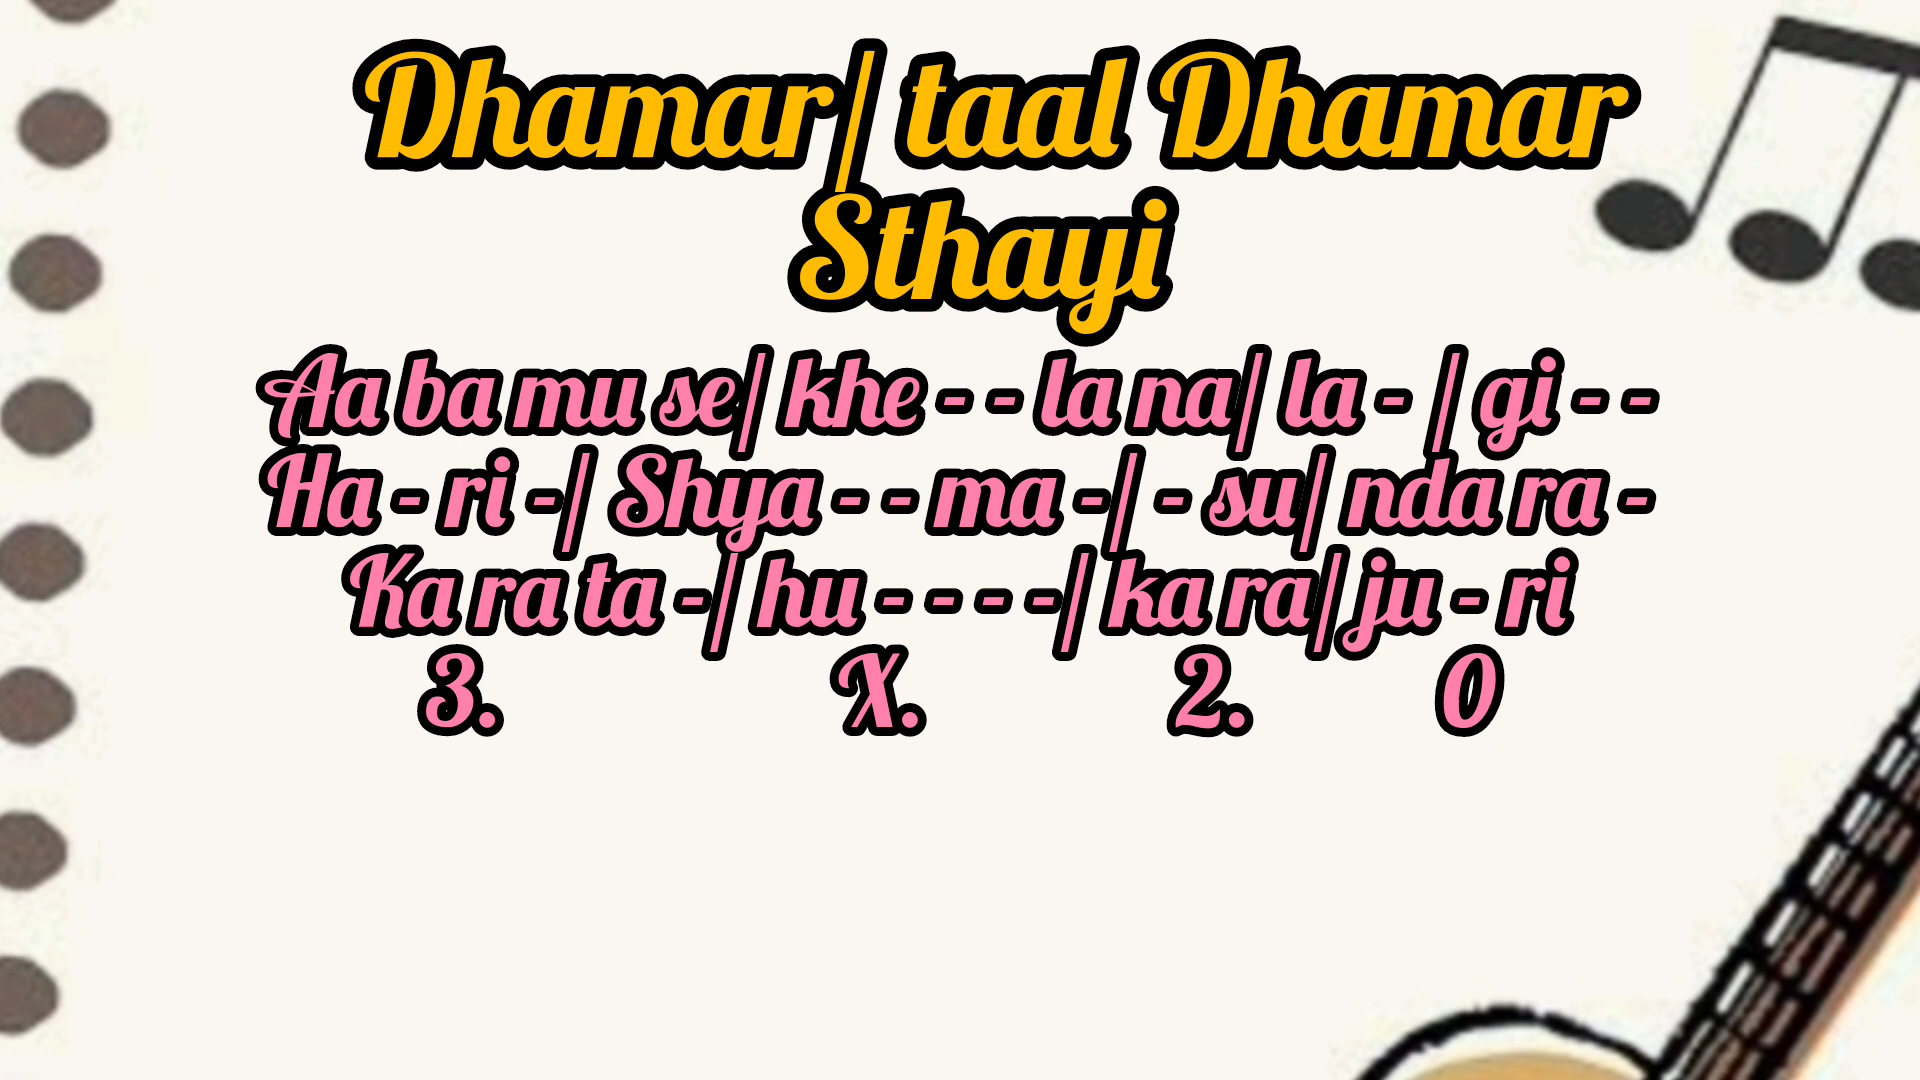 Dhamar/ taal Dhamar
Sthayi
Aa ba mu se/ khe - - la na/ la - / gi - -
Ha - ri -/ Shya - - ma -/ - su/ nda ra -
Ka ra ta -/ hu - - - -/ ka ra/ ju - ri
3. X. 2. 0